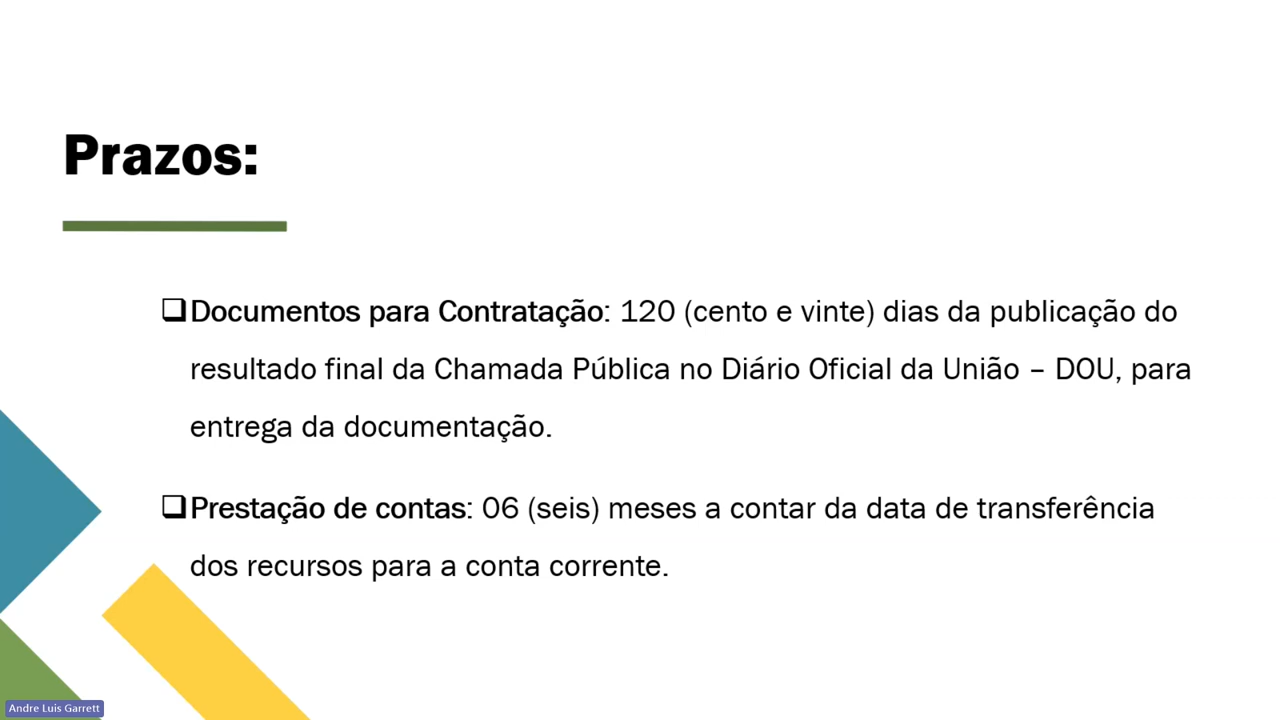 Prazos:
❑Documentos para Contratação: 120 (cento e vinte) dias da publicação do
resultado final da Chamada Pública no Diário Oficial da União – DOU, para
entrega da documentação.
❑Prestação de contas: 06 (seis) meses a contar da data de transferência
dos recursos para a conta corrente.
Andre Luis Garrett